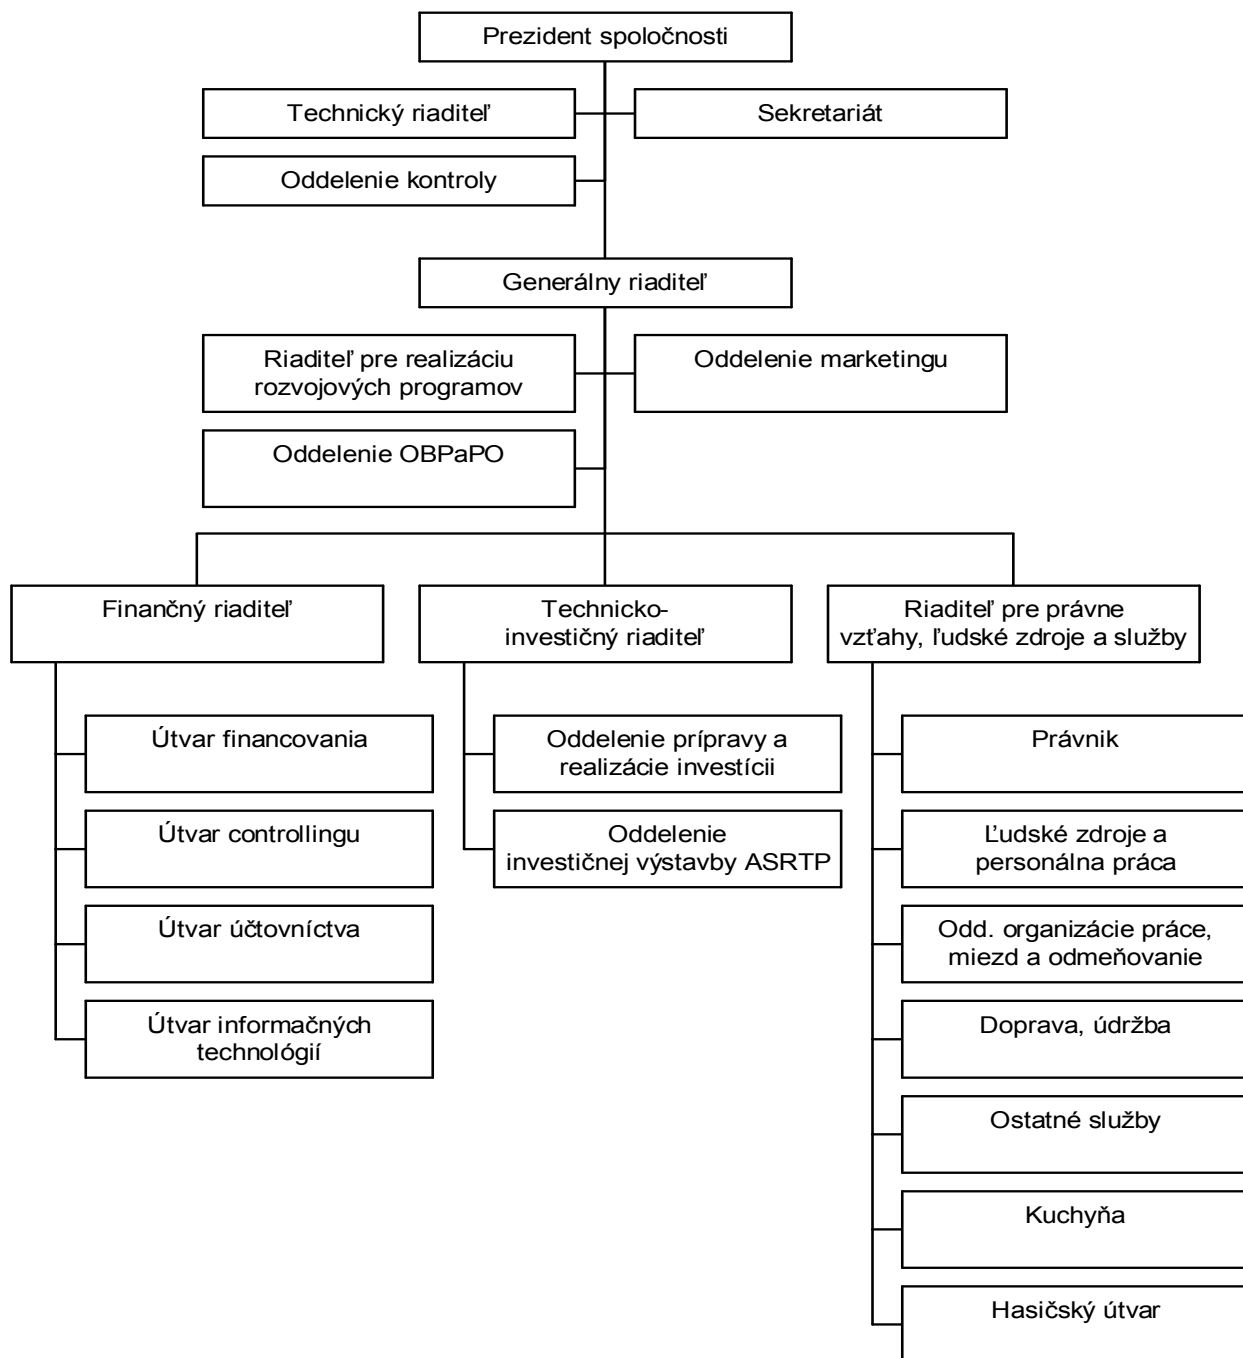 Prezident spoločnosti
Technický riaditeľ
Sekretariát
Oddelenie kontroly
Generálny riaditeľ
Riaditeľ pre realizáciu
rozvojových programov
Oddelenie marketingu
Oddelenie OBPaPO
Finančný riaditeľ
Technicko-
investičný riaditeľ
Riaditeľ pre právne
vzťahy, ľudské zdroje a služby
Útvar financovania
Útvar controllingu
Útvar účtovníctva
Útvar informačných
technológií
Oddelenie prípravy a
realizácie investícii
Oddelenie
investičnej výstavby ASRTP
Právnik
Ľudské zdroje a
personálna práca
Odd. organizácie práce,
miezd a odmeňovanie
Doprava, údržba
Ostatné služby
Kuchyňa
Hasičský útvar